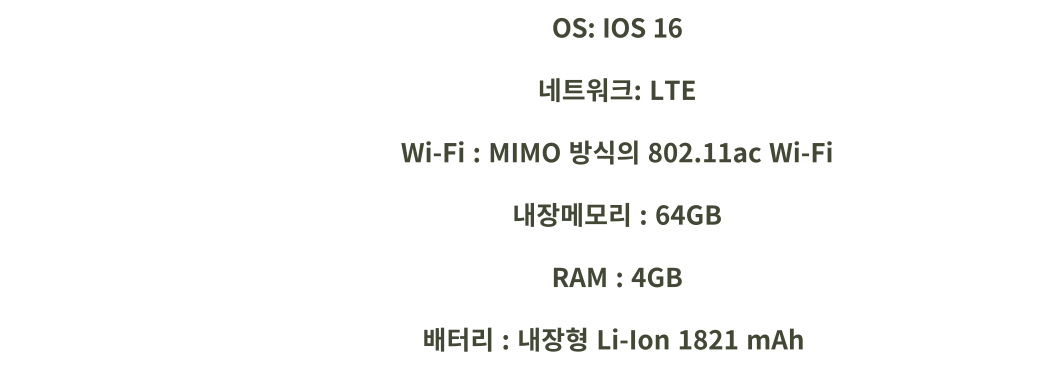 OS: IOS 16
네트워크: LTE
Wi-Fi : MIMO 방식의 802.11ac Wi-Fi
내장메모리 : 64GB
RAM : 4GB
배터리 : 내장형 Li-Ion 1821 mAh